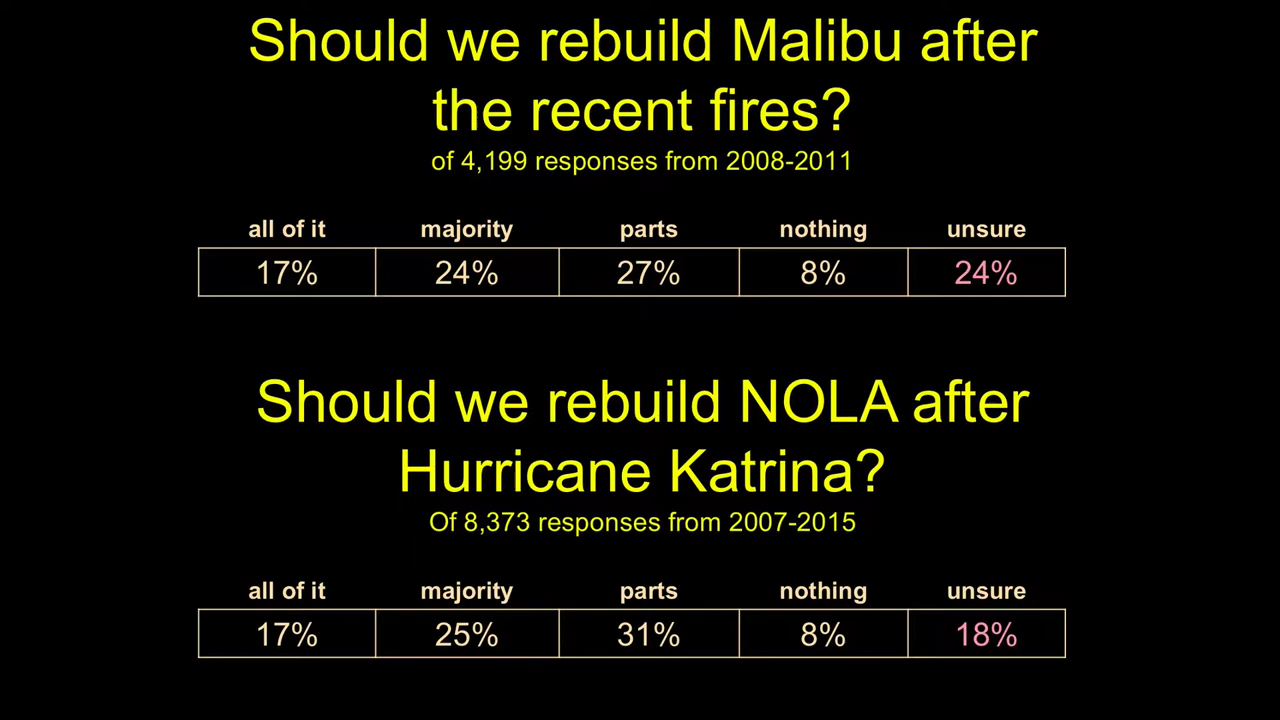 Should we rebuild Malibu after
the recent fires?
of 4,199 responses from 2008-2011
all of it majority parts nothing unsure
17% 24% 27% 8% 24%
Should we rebuild NOLA after
Hurricane Katrina?
Of 8,373 responses from 2007-2015
all of it majority parts nothing unsure
17% 25% 31% 8% 18%